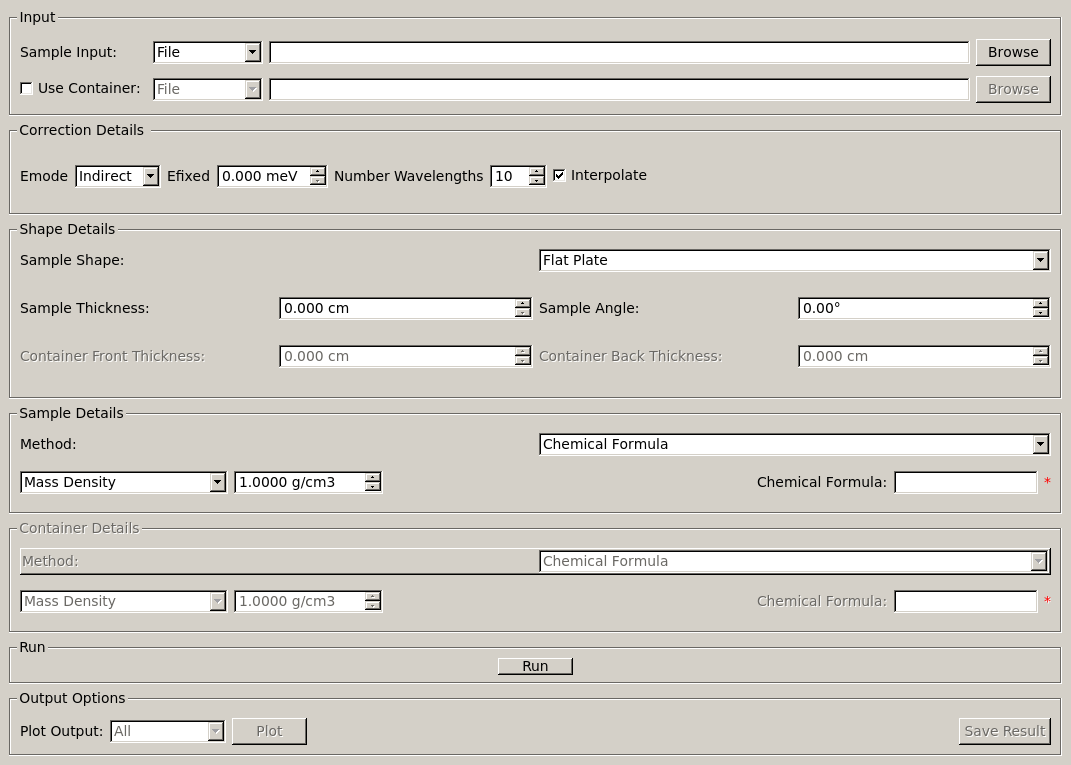 Input
Sample Input: File Browse
Use Container: File Browse
Correction Details
Emode Indirect Efixed 0.000 meV Number Wavelengths 10 Interpolate
Shape Details
Sample Shape: Flat Plate
Sample Thickness: 0.000 cm Sample Angle: 0.00°
Container Front Thickness: 0.000 cm Container Back Thickness: 0.000 cm
Sample Details
Method: Chemical Formula
Mass Density 1.0000 g/cm3 Chemical Formula: *
Container Details
Method: Chemical Formula
Mass Density 1.0000 g/cm3 Chemical Formula: *
Run
Run
Output Options
Plot Output: All Plot Save Result